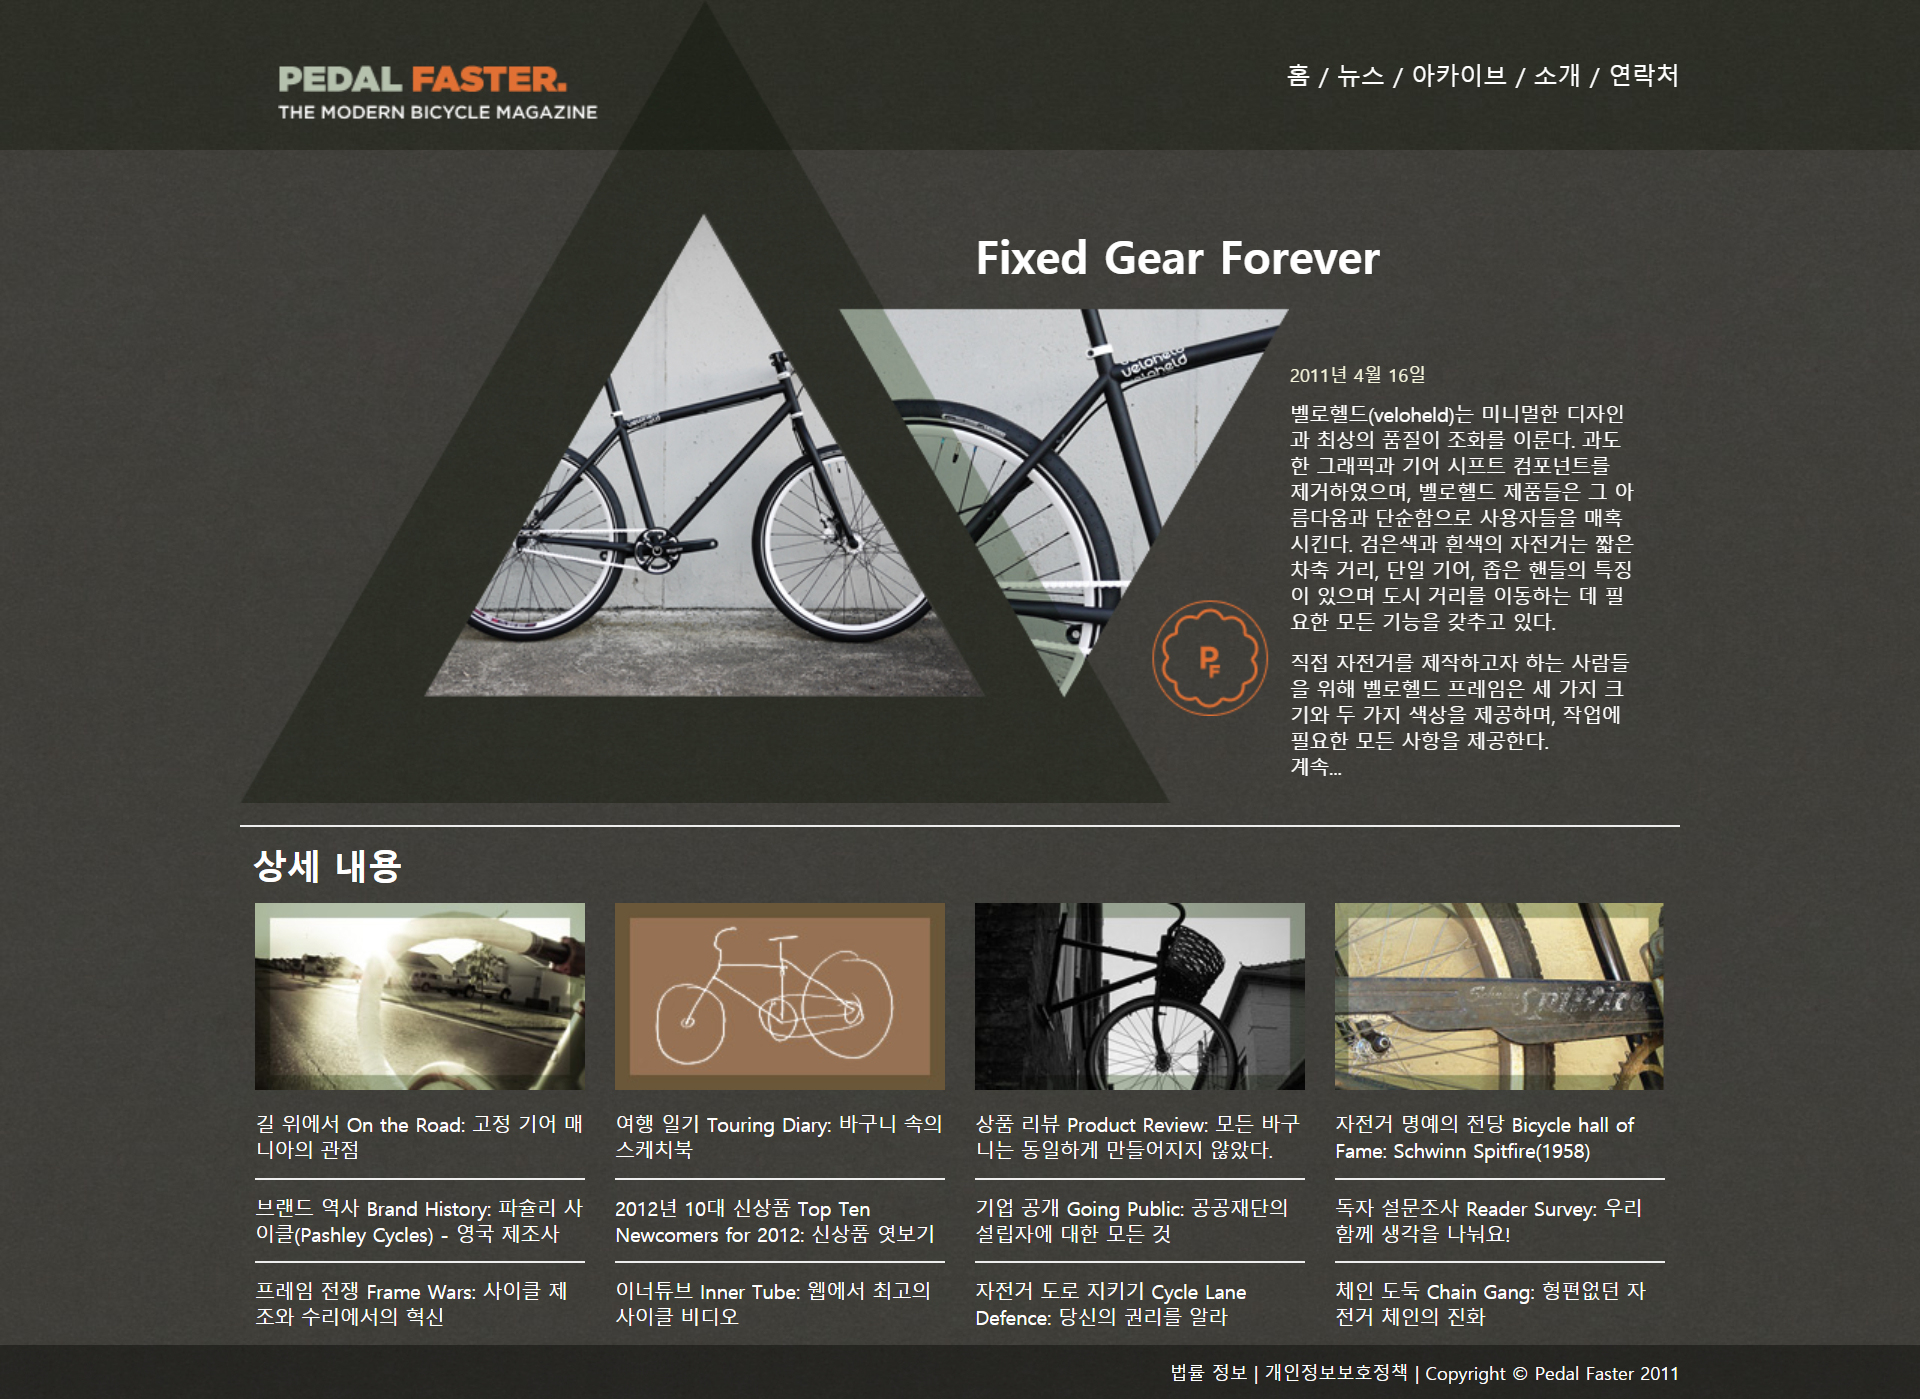 PEDAL FASTER.
THE MODERN BICYCLE MAGAZINE
홈 / 뉴스 / 아카이브 / 소개 / 연락처
Fixed Gear Forever
veloheld
veloheld
2011년 4월 16일
벨로헬드(veloheld)는 미니멀한 디자인
과 최상의 품질이 조화를 이룬다. 과도
한 그래픽과 기어 시프트 컴포넌트를
제거하였으며, 벨로헬드 제품들은 그 아
름다움과 단순함으로 사용자들을 매혹
시킨다. 검은색과 흰색의 자전거는 짧은
차축 거리, 단일 기어, 좁은 핸들의 특징
이 있으며 도시 거리를 이동하는 데 필
요한 모든 기능을 갖추고 있다.
PF
직접 자전거를 제작하고자 하는 사람들
을 위해 벨로헬드 프레임은 세 가지 크
기와 두 가지 색상을 제공하며, 작업에
필요한 모든 사항을 제공한다.
계속...
상세 내용
Spitfire
길 위에서 On the Road: 고정 기어 매
니아의 관점
브랜드 역사 Brand History: 파슐리 사
이클(Pashley Cycles) - 영국 제조사
프레임 전쟁 Frame Wars: 사이클 제
조와 수리에서의 혁신
여행 일기 Touring Diary: 바구니 속의
스케치북
2012년 10대 신상품 Top Ten
Newcomers for 2012: 신상품 엿보기
이너튜브 Inner Tube: 웹에서 최고의
사이클 비디오
상품 리뷰 Product Review: 모든 바구
니는 동일하게 만들어지지 않았다.
기업 공개 Going Public: 공공재단의
설립자에 대한 모든 것
자전거 도로 지키기 Cycle Lane
Defence: 당신의 권리를 알라
자전거 명예의 전당 Bicycle hall of
Fame: Schwinn Spitfire(1958)
독자 설문조사 Reader Survey: 우리
함께 생각을 나눠요!
체인 도둑 Chain Gang: 형편없던 자
전거 체인의 진화
법률 정보 | 개인정보보호정책 | Copyright © Pedal Faster 2011